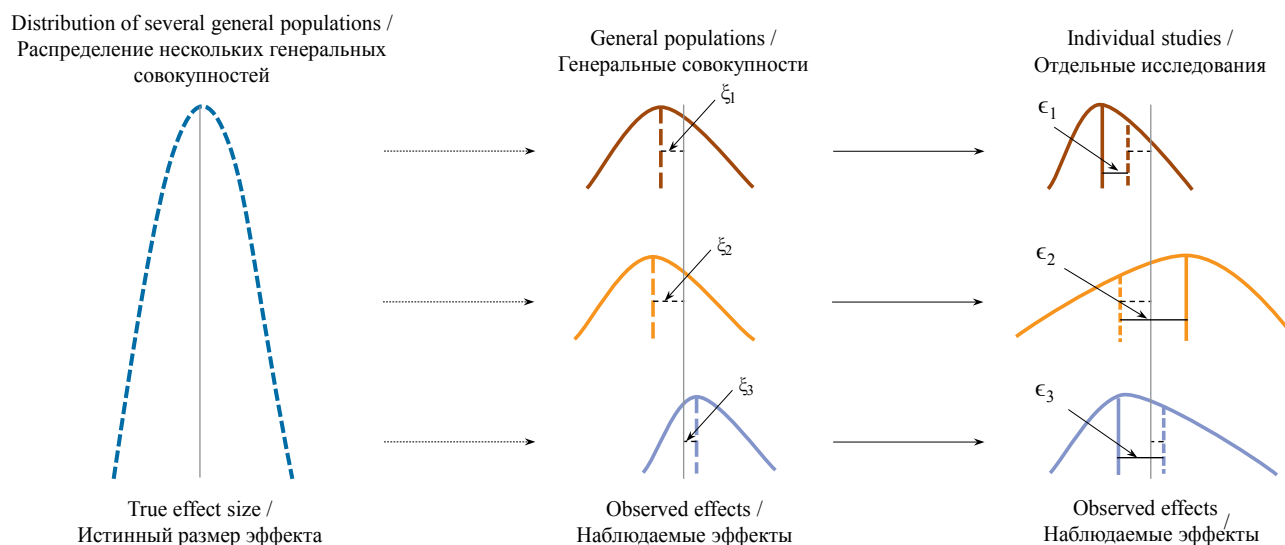 Distribution of several general populations /
Распределение нескольких генеральных
совокупностей
General populations /
Генеральные совокупности
Individual studies /
Отдельные исследования
ξ1
ϵ1
ξ2
ϵ2
ξ3
ϵ3
True effect size /
Истинный размер эффекта
Observed effects /
Наблюдаемые эффекты
Observed effects /
Наблюдаемые эффекты